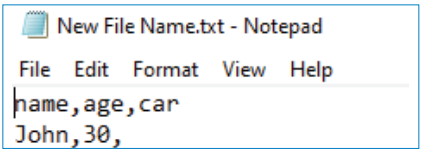 New File Name.txt - Notepad
File Edit Format View Help
name,age,car
John,30,